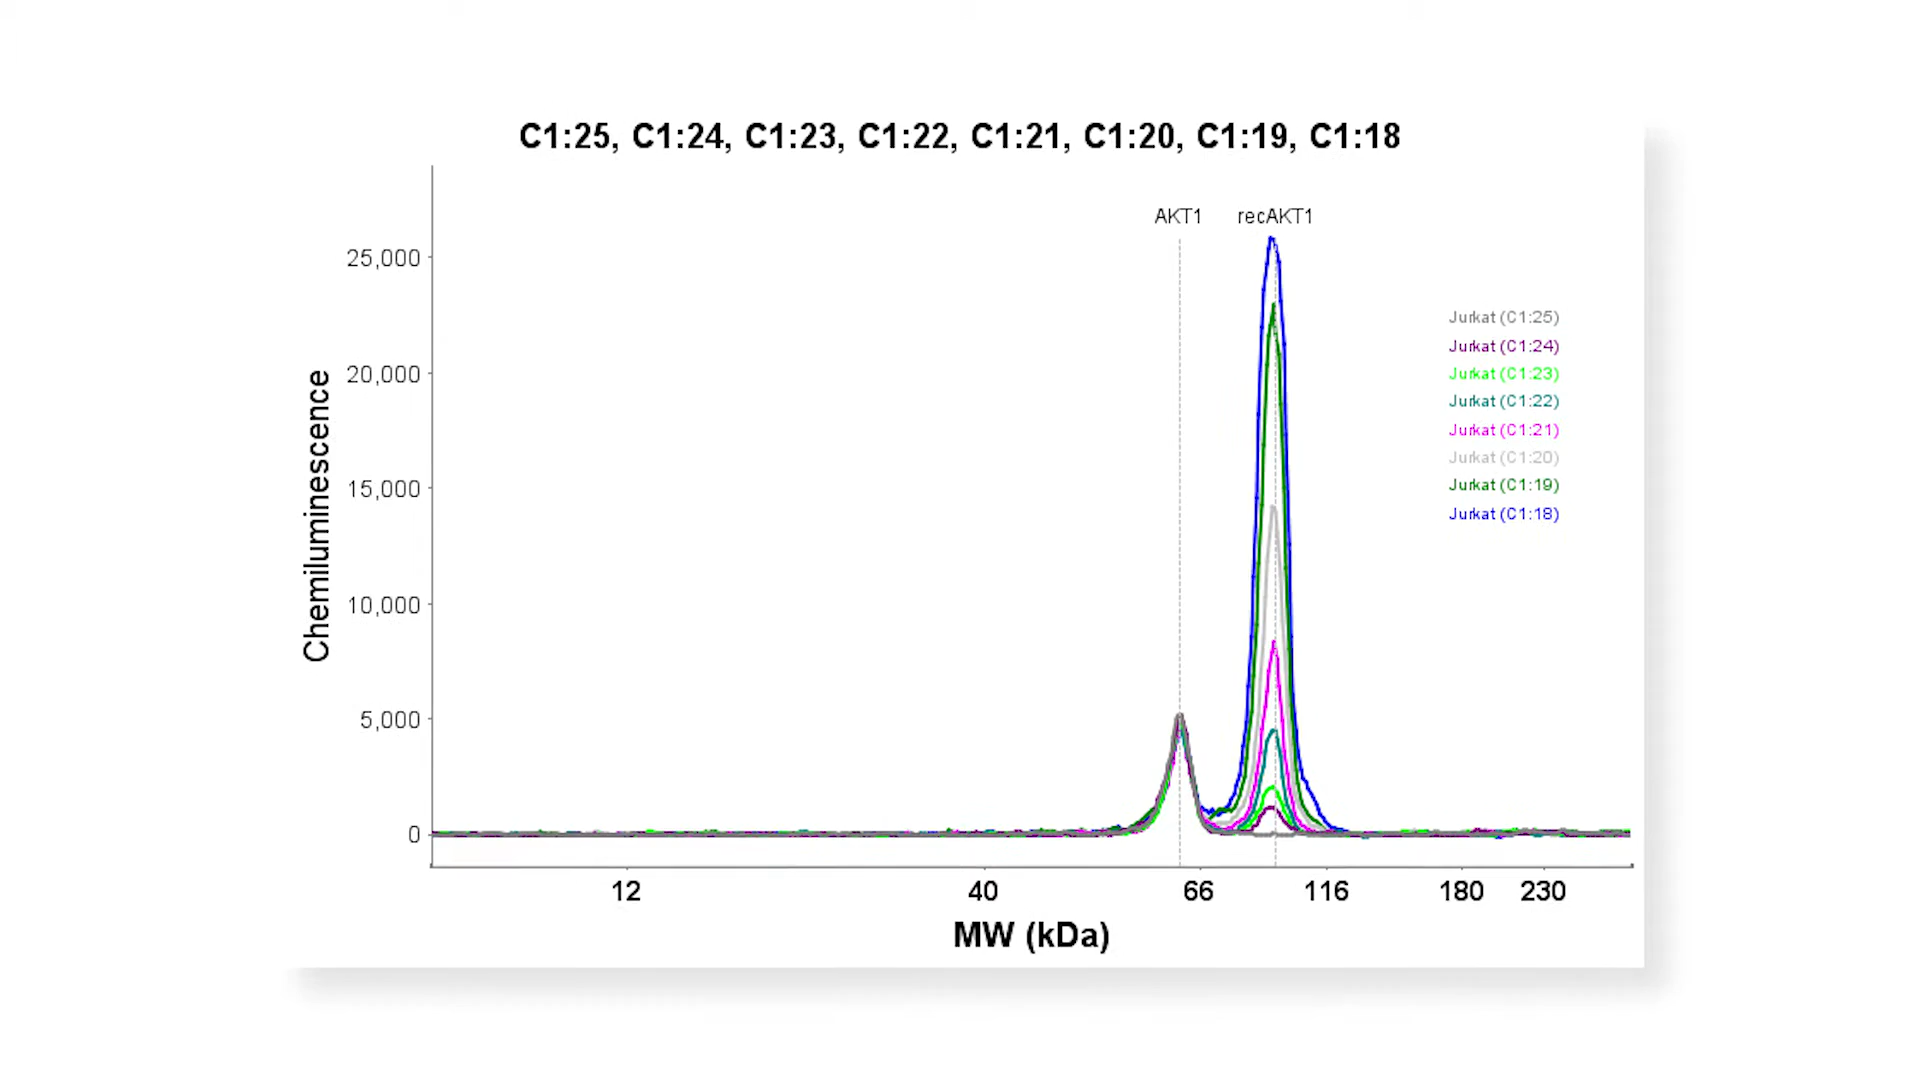 C1:25, C1:24, C1:23, C1:22, C1:21, C1:20, C1:19, C1:18
AKT1 recAKT1
25,000
20,000
15,000
10,000
5,000
0
Chemiluminescence
Jurkat (C1:25)
Jurkat (C1:24)
Jurkat (C1:23)
Jurkat (C1:22)
Jurkat (C1:21)
Jurkat (C1:20)
Jurkat (C1:19)
Jurkat (C1:18)
12 40 66 116 180 230
MW (kDa)